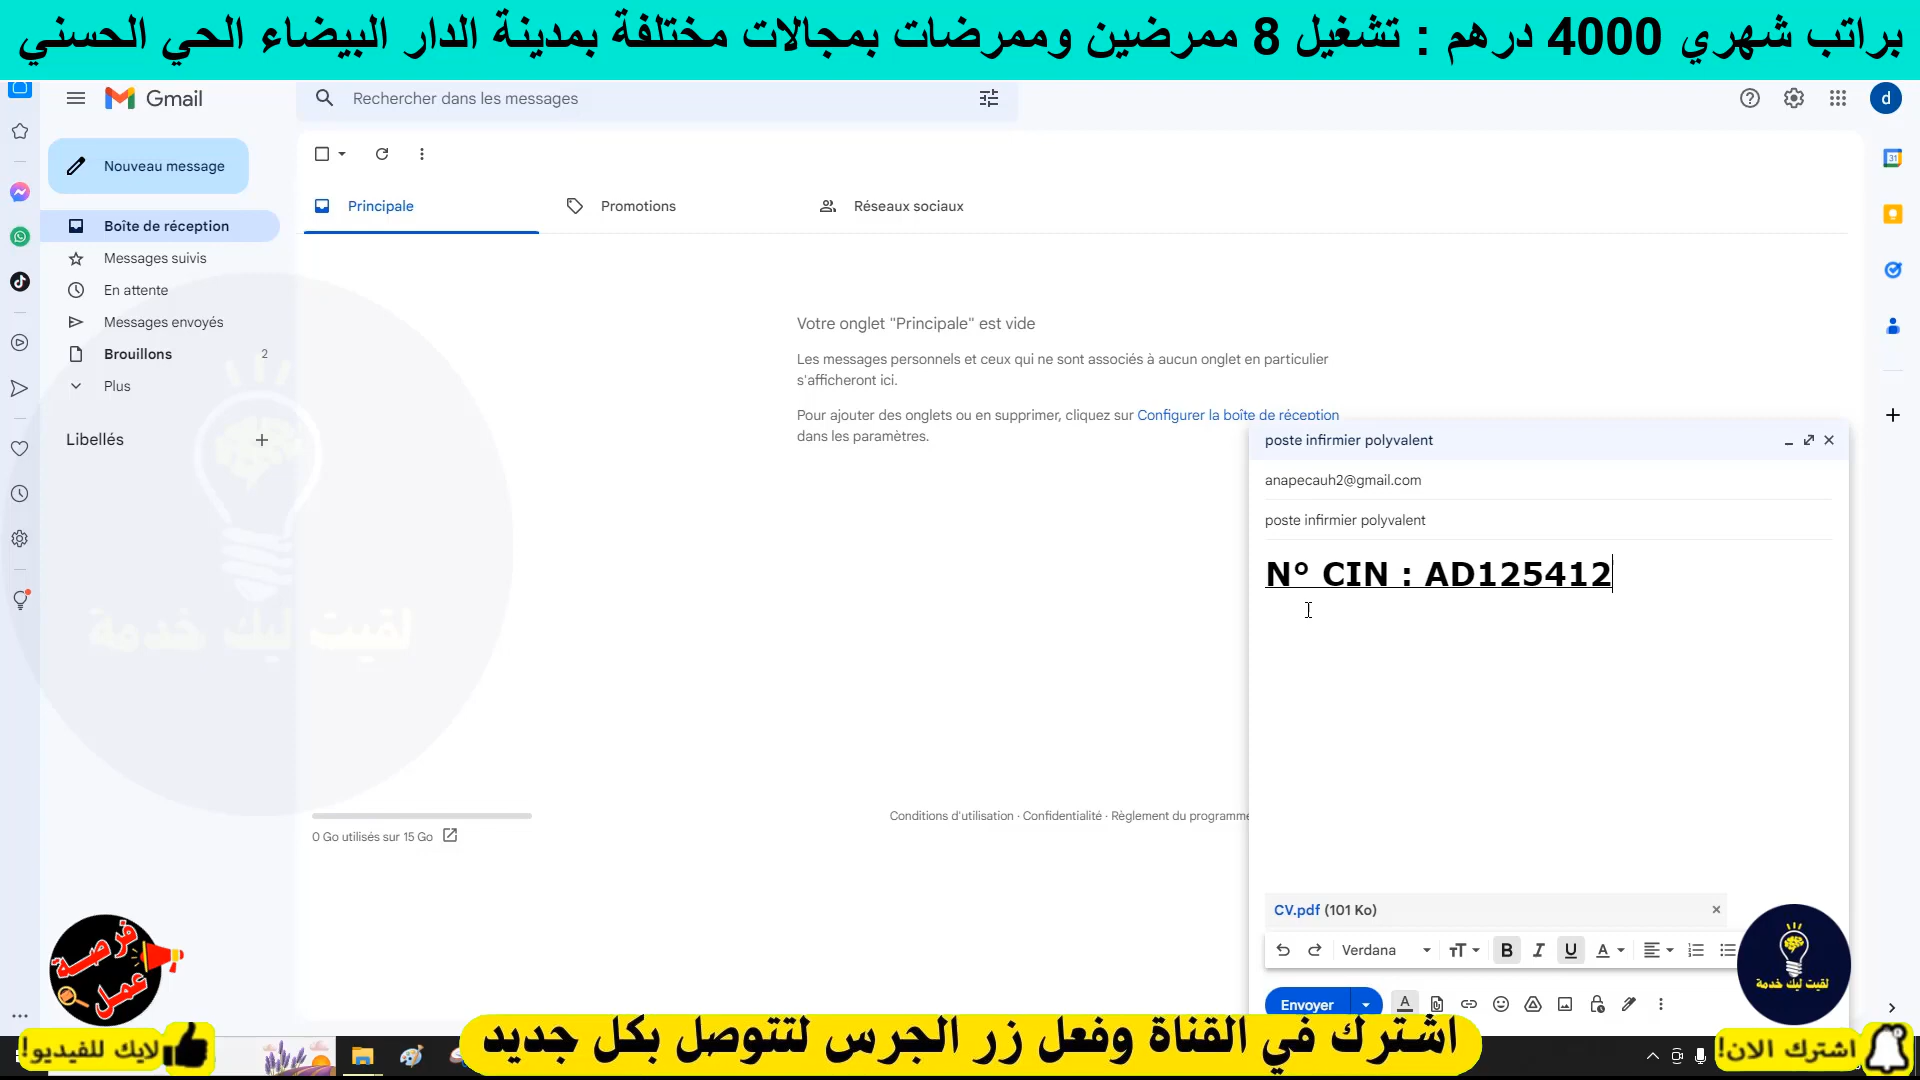 براتب شهري 4000 درهم : تشغيل 8 ممرضين وممرضات بمجالات مختلفة بمدينة الدار البيضاء الحي الحسني
Gmail
Rechercher dans les messages
d
31
Nouveau message
Principale
Promotions
Réseaux sociaux
Boîte de réception
Messages suivis
En attente
Messages envoyés
Brouillons 2
Plus
Libellés
Votre onglet "Principale" est vide
Les messages personnels et ceux qui ne sont associés à aucun onglet en particulier
s'afficheront ici.
Pour ajouter des onglets ou en supprimer, cliquez sur Configurer la boîte de réception
dans les paramètres.
poste infirmier polyvalent
anapecauh2@gmail.com
poste infirmier polyvalent
N° CIN : AD125412
لقيت ليك خدمة
0 Go utilisés sur 15 Go
Conditions d'utilisation · Confidentialité · Règlement du programme
CV.pdf (101 Ko)
Verdana
Envoyer
فرصة
عمل
لقيت ليك خدمة
لايك للفيديو!
اشترك في القناة وفعل زر الجرس لتتوصل بكل جديد
اشترك الان!